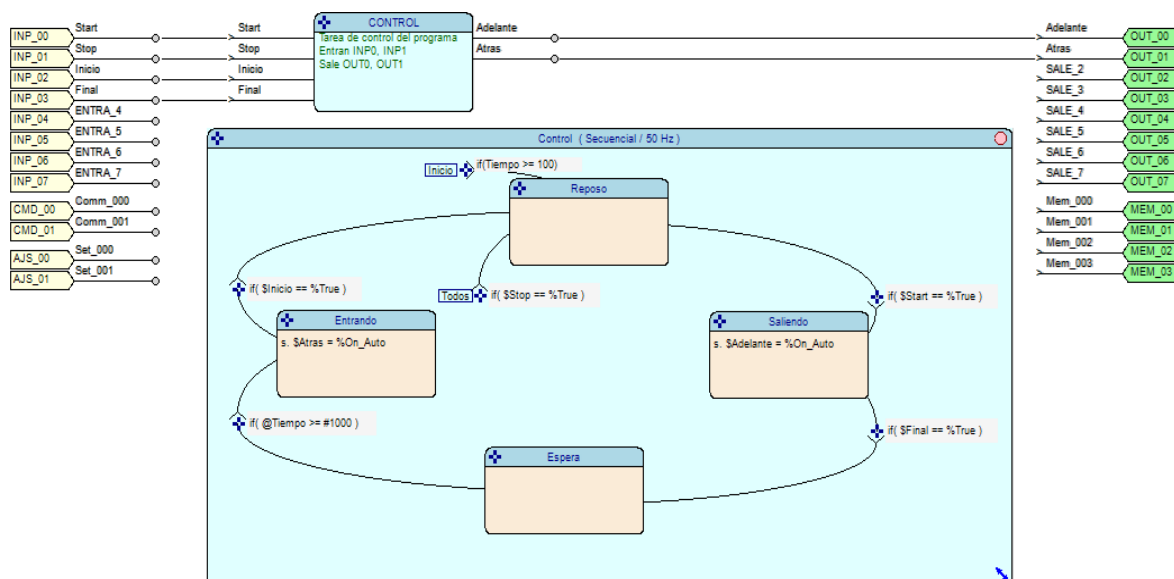 INP_00
Start
INP_01
Stop
INP_02
Inicio
INP_03
Final
INP_04
ENTRA_4
INP_05
ENTRA_5
INP_06
ENTRA_6
INP_07
ENTRA_7
CMD_00
Comm_000
CMD_01
Comm_001
AJS_00
Set_000
AJS_01
Set_001
Start
Stop
Inicio
Final
CONTROL
Tarea de control del programa
Entran INP0, INP1
Sale OUT0, OUT1
Adelante
Atras
Adelante
OUT_00
Atras
OUT_01
SALE_2
OUT_02
SALE_3
OUT_03
SALE_4
OUT_04
SALE_5
OUT_05
SALE_6
OUT_06
SALE_7
OUT_07
Mem_000
MEM_00
Mem_001
MEM_01
Mem_002
MEM_02
Mem_003
MEM_03
Control ( Secuencial / 50 Hz )
Inicio
if(Tiempo >= 100)
Reposo
if( $Inicio == %True )
Todos
if( $Stop == %True )
if( $Start == %True )
Entrando
s. $Atras = %On_Auto
Saliendo
s. $Adelante = %On_Auto
if( @Tiempo >= #1000 )
if( $Final == %True )
Espera